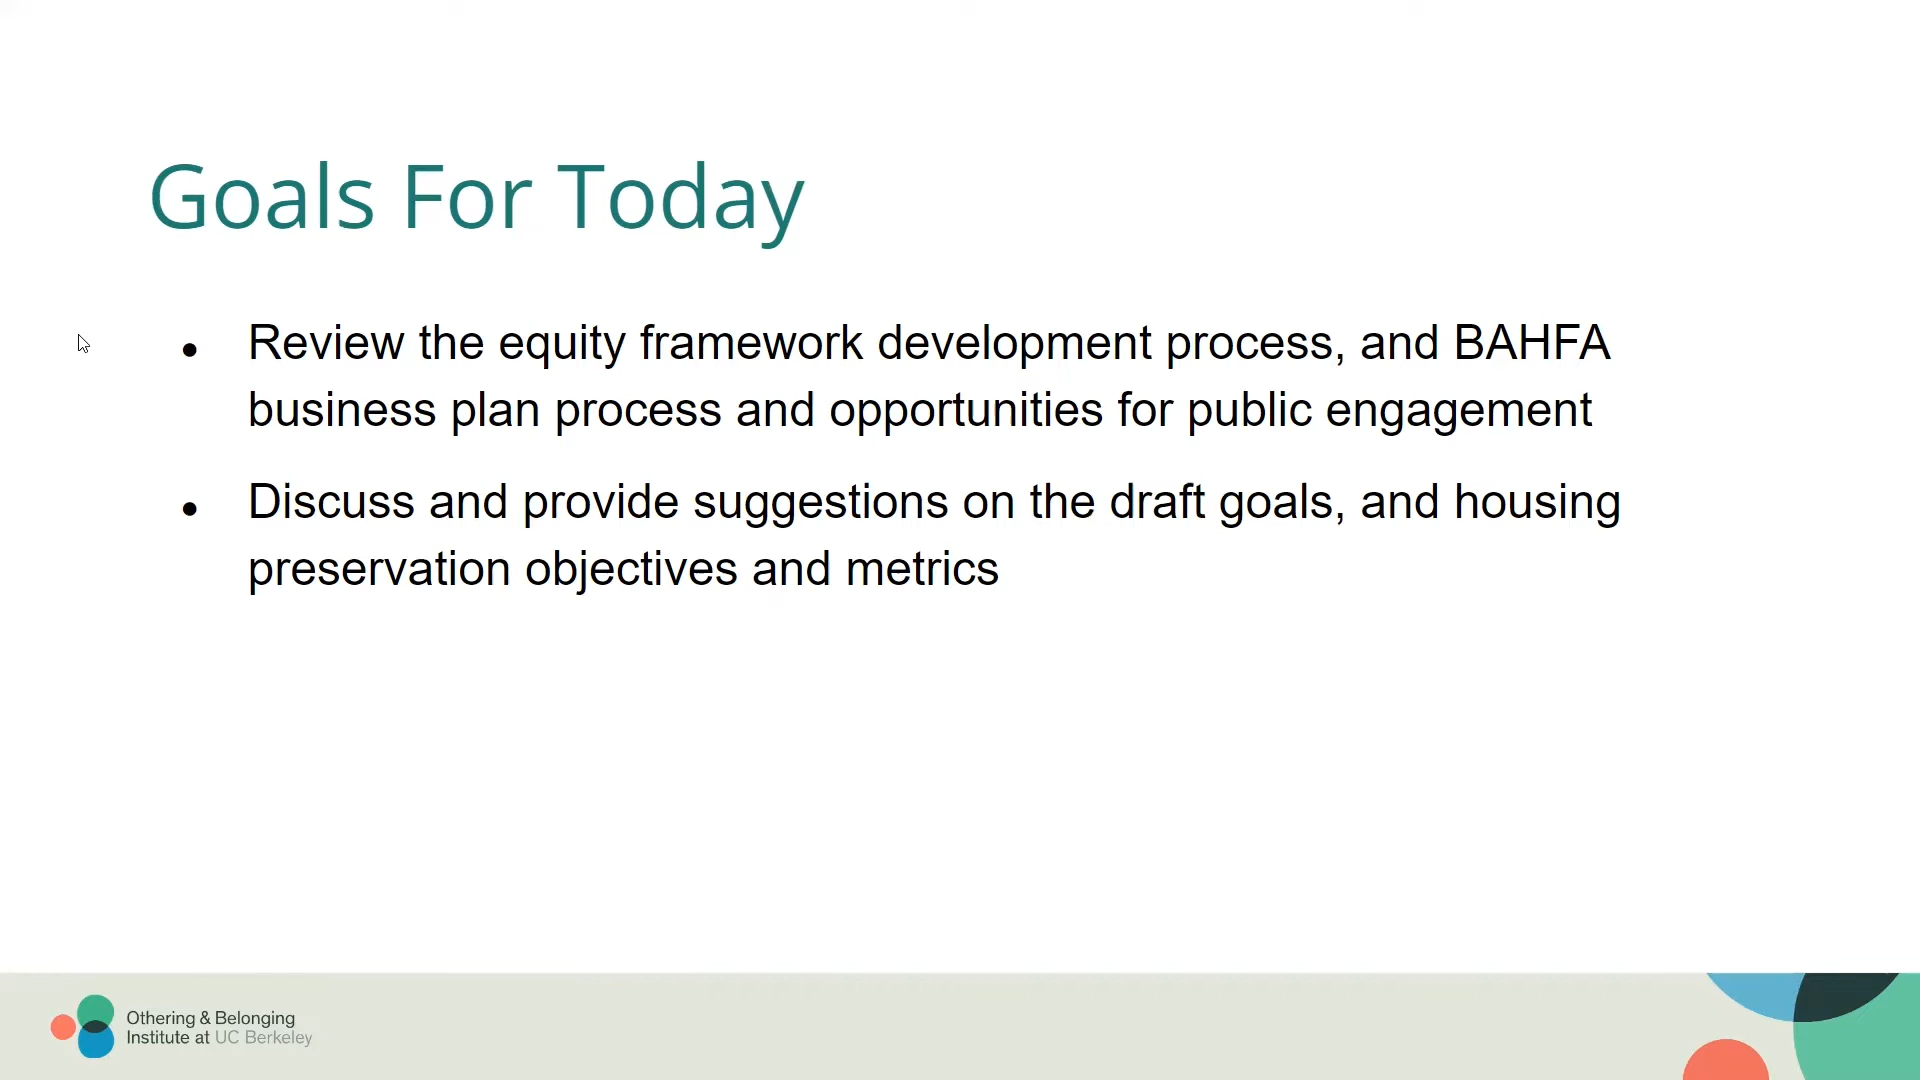 Goals For Today
● Review the equity framework development process, and BAHFA
business plan process and opportunities for public engagement
● Discuss and provide suggestions on the draft goals, and housing
preservation objectives and metrics
Othering & Belonging
Institute at UC Berkeley